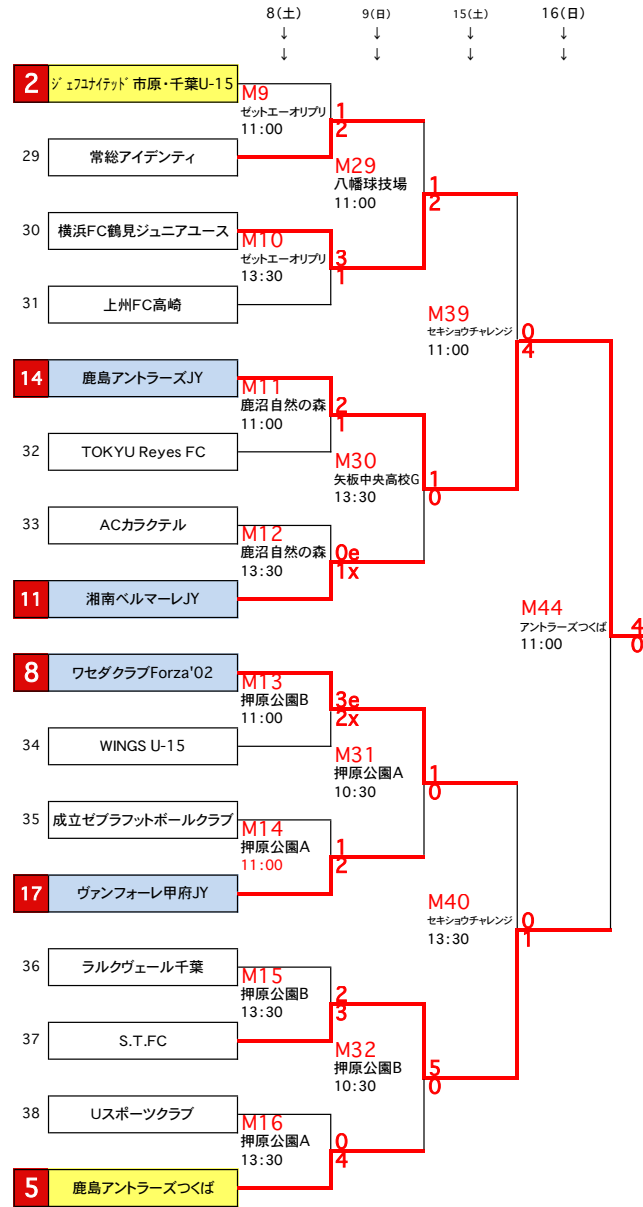 8(土) 9(日) 15(土) 16(日)
↓ ↓ ↓ ↓
↓ ↓ ↓ ↓
2 ジェフユナイテッド市原・千葉U-15
M9
ゼットエーオリプリ
11:00
1
2
29 常総アイデンティ
M29
八幡球技場
11:00
1
2
30 横浜FC鶴見ジュニアユース
M10
ゼットエーオリプリ
13:30
3
1
31 上州FC高崎
M39
セキショウチャレンジ
11:00
0
4
14 鹿島アントラーズJY
M11
鹿沼自然の森
11:00
2
1
32 TOKYU Reyes FC
M30
矢板中央高校G
13:30
1
0
33 ACカラクテル
M12
鹿沼自然の森
13:30
0e
1x
11 湘南ベルマーレJY
M44
アントラーズつくば
11:00
4
0
8 ワセダクラブForza'02
M13
押原公園B
11:00
3e
2x
34 WINGS U-15
M31
押原公園A
10:30
1
0
35 成立ゼブラフットボールクラブ
M14
押原公園A
11:00
1
2
17 ヴァンフォーレ甲府JY
M40
セキショウチャレンジ
13:30
0
1
36 ラルクヴェール千葉
M15
押原公園B
13:30
2
3
37 S.T.FC
M32
押原公園B
10:30
5
0
38 Uスポーツクラブ
M16
押原公園A
13:30
0
4
5 鹿島アントラーズつくば